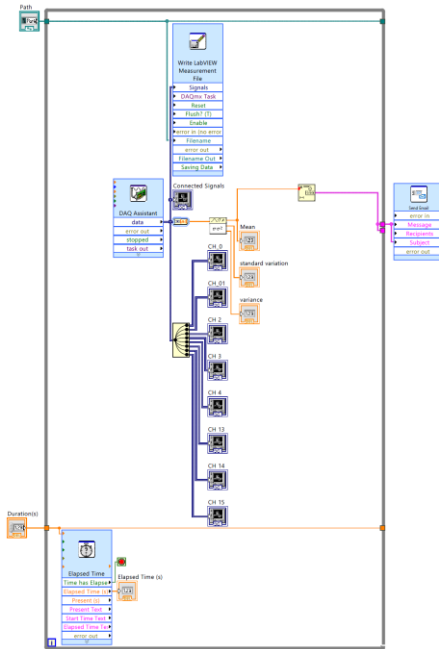 Path
Write LabVIEW
Measurement
File
Signals
DAQmx Task
Reset
Flush? (T)
Enable
error in (no error
Filename
error out
Filename Out
Saving Data
Connected Signals
DAQ Assistant
data
error out
stopped
task out
Send Email
error in
Message
Recipients
Subject
error out
Mean
standard variation
variance
CH_0
CH_01
CH 2
CH 3
CH 4
CH 13
CH 14
CH 15
Duration(s)
Elapsed Time
Time has Elapse
Elapsed Time (s)
Present (s)
Present Text
Start Time Text
Elapsed Time Te
error out
Elapsed Time (s)
i